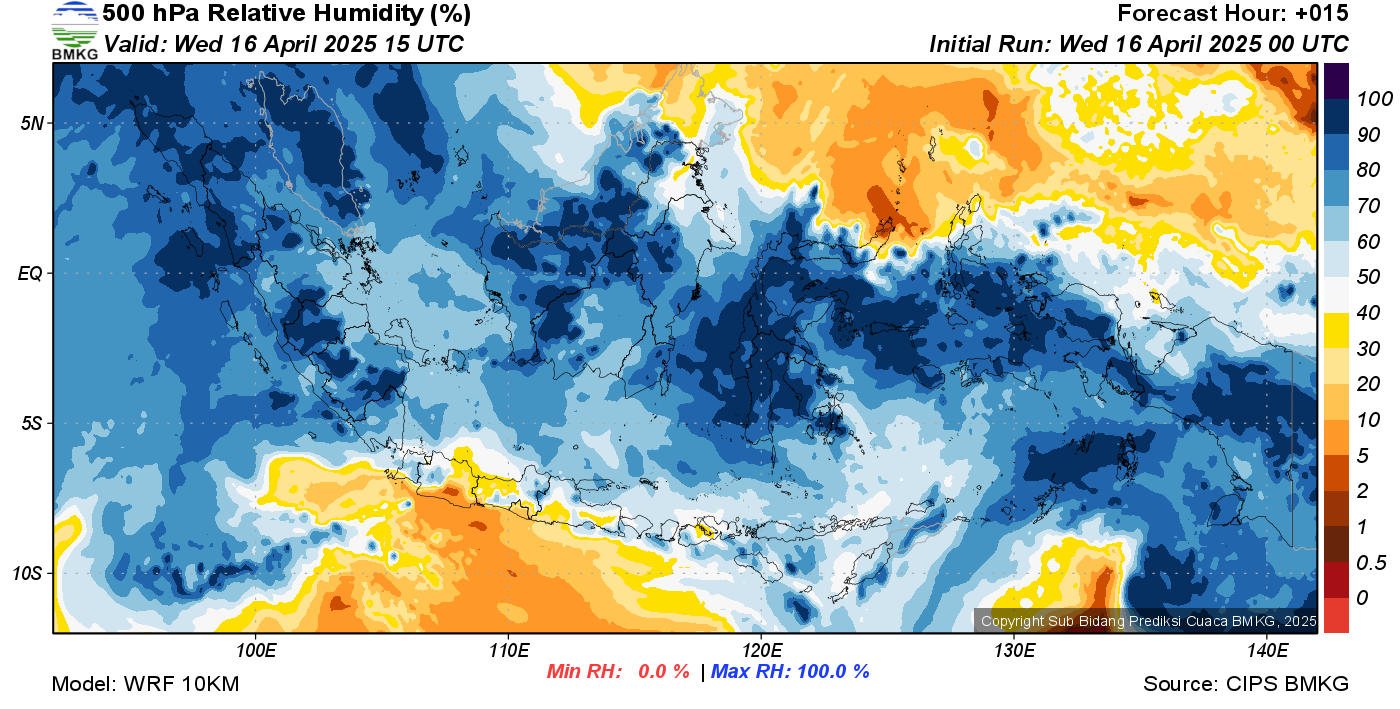 500 hPa Relative Humidity (%)
Forecast Hour: +015
BMKG
Valid: Wed 16 April 2025 15 UTC
Initial Run: Wed 16 April 2025 00 UTC
5N
EQ
5S
10S
100
90
80
70
60
50
40
30
20
10
5
2
1
0.5
0
Copyright Sub Bidang Prediksi Cuaca BMKG, 2025
100E
110E
120E
130E
140E
Min RH: 0.0 % | Max RH: 100.0 %
Model: WRF 10KM
Source: CIPS BMKG